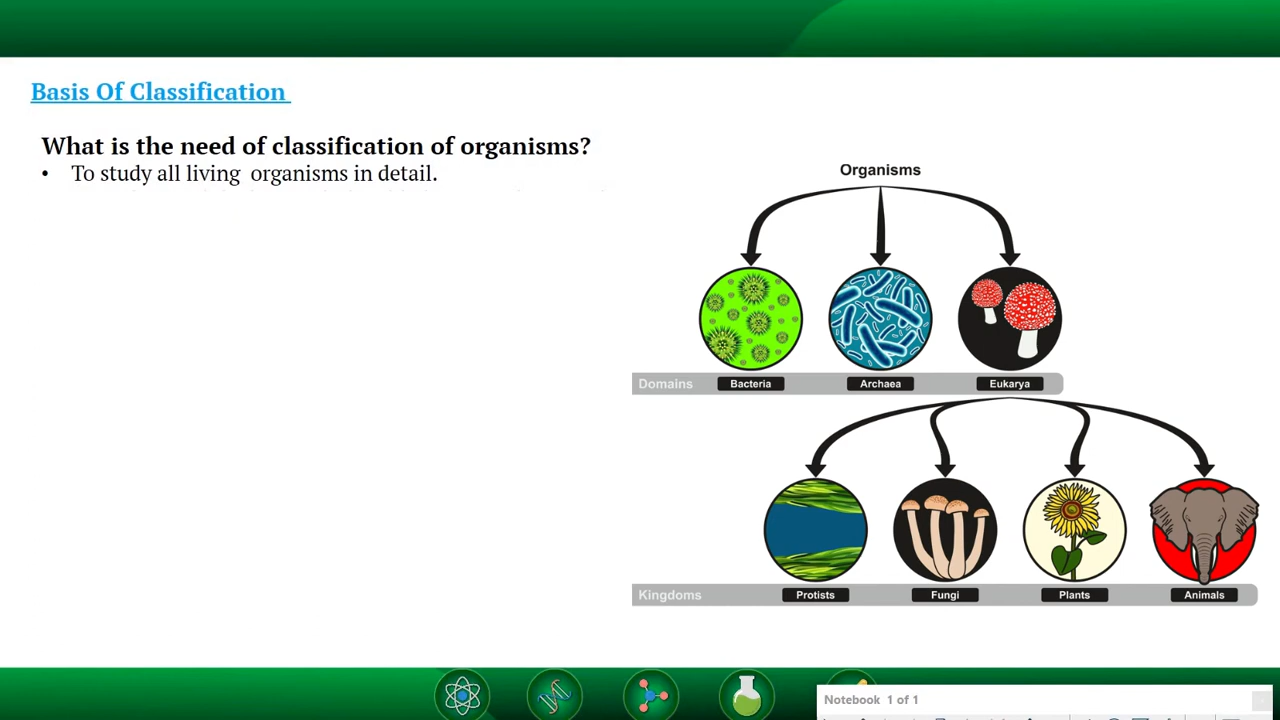 Basis Of Classification
What is the need of classification of organisms?
• To study all living organisms in detail.
Organisms
Domains Bacteria Archaea Eukarya
Kingdoms Protists Fungi Plants Animals
Notebook 1 of 1